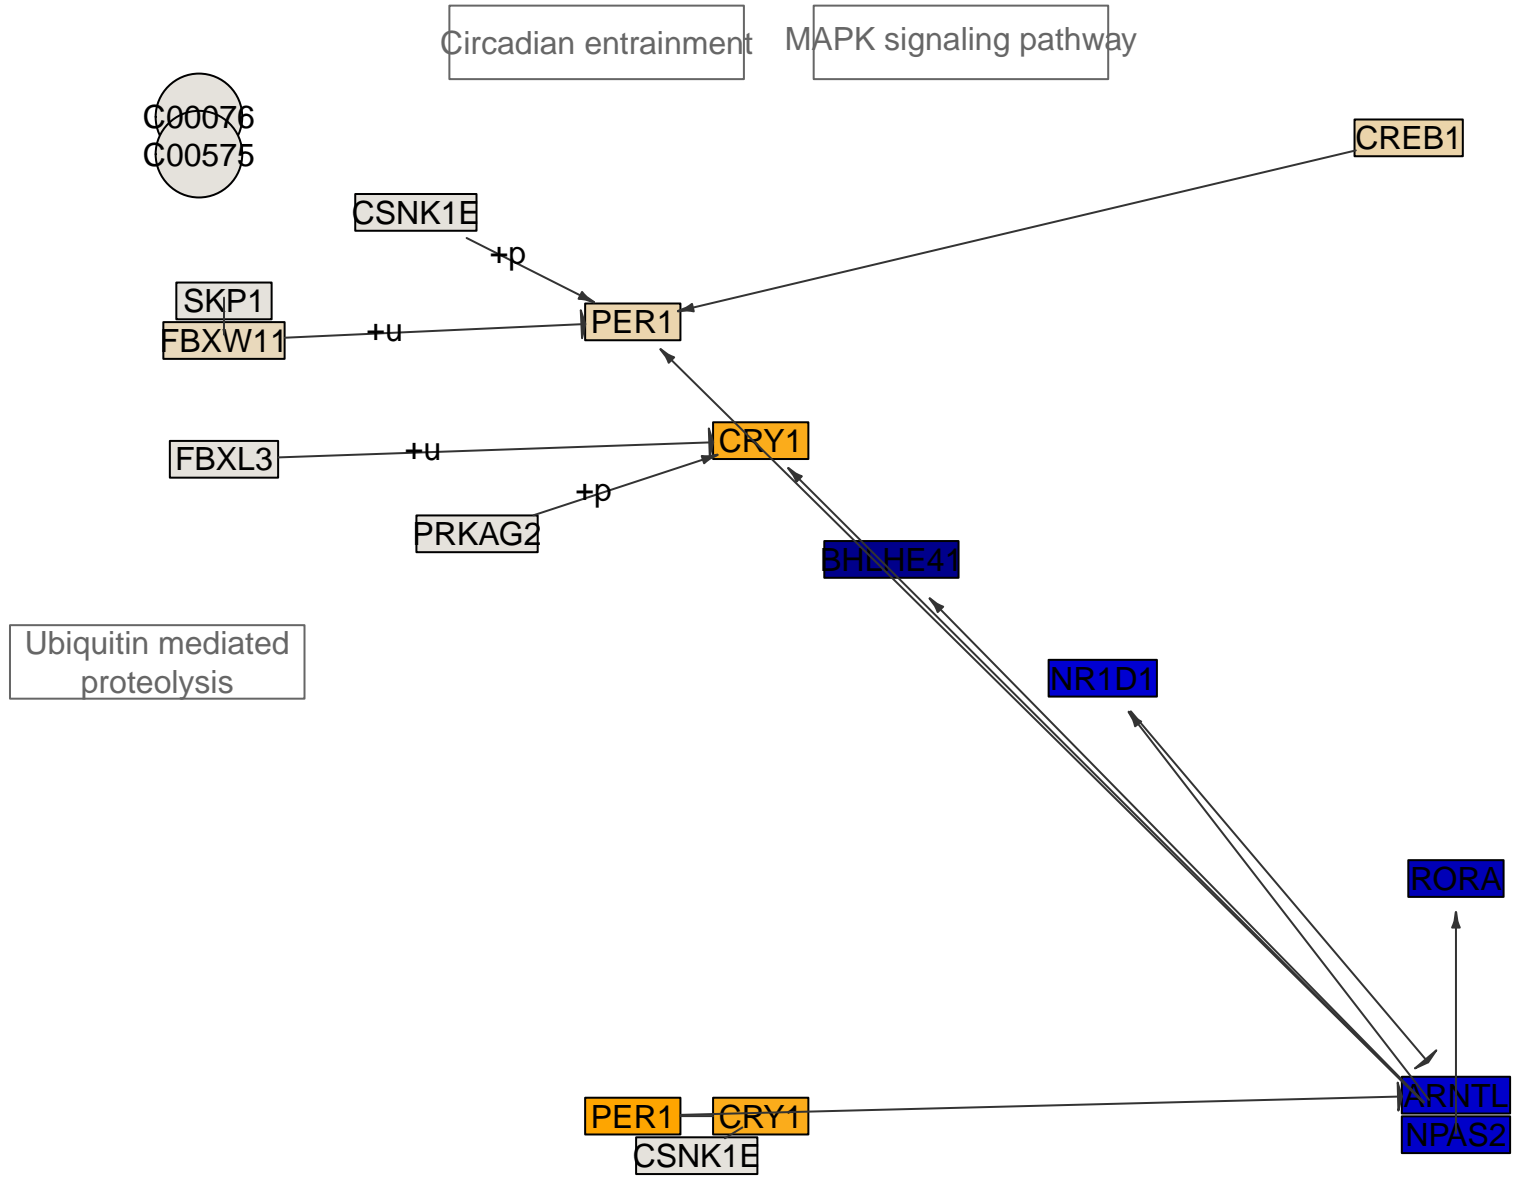 Circadian entrainment
MAPK signaling pathway
C00076
C00575
CREB1
CSNK1E
+p
SKP1
PER1
FBXW11
+u
CRY1
FBXL3
+u
+p
PRKAG2
BHLHE41
Ubiquitin mediated
proteolysis
NR1D1
RORA
ARNTL
PER1
CRY1
NPAS2
CSNK1E